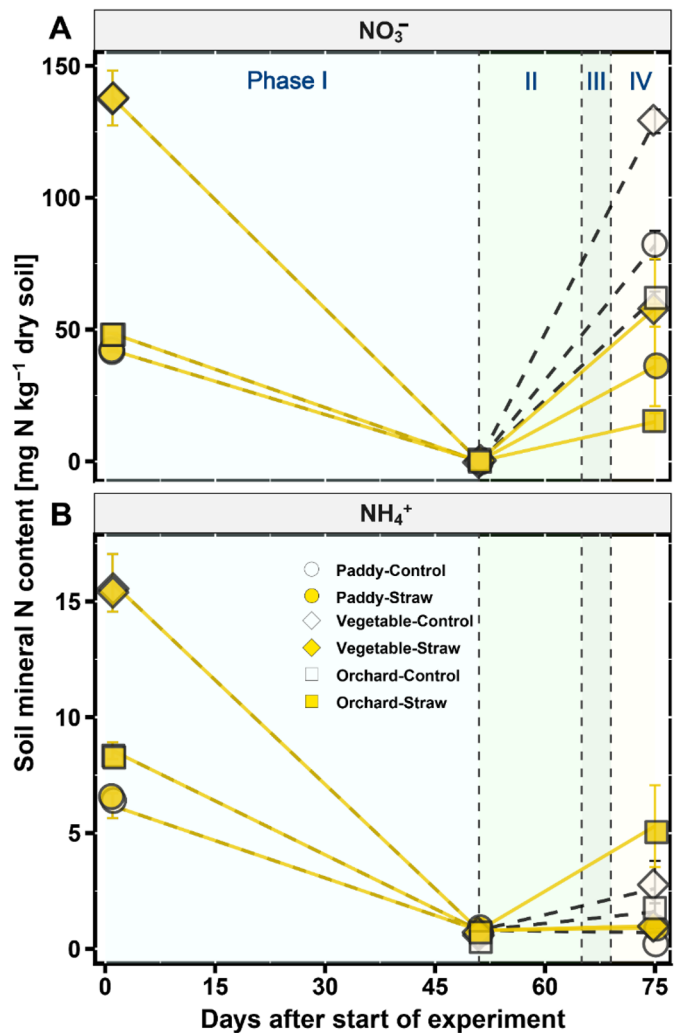 A
NO₃⁻
150
Phase I
II
III
IV
100
50
0
Soil mineral N content [mg N kg⁻¹ dry soil]
B
NH₄⁺
15
Paddy-Control
Paddy-Straw
Vegetable-Control
Vegetable-Straw
Orchard-Control
Orchard-Straw
10
5
0
0 15 30 45 60 75
Days after start of experiment